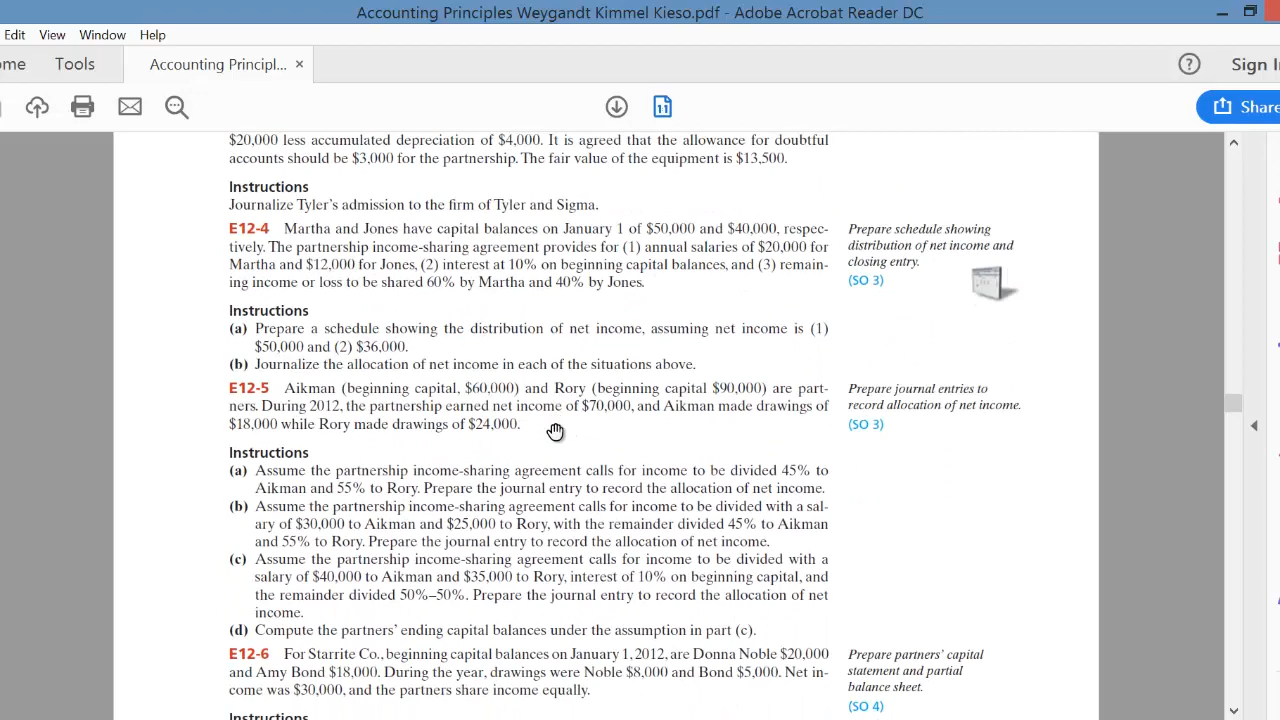 Accounting Principles Weygandt Kimmel Kieso.pdf - Adobe Acrobat Reader DC
Edit View Window Help
ome Tools Accounting Principl... × ? Sign I
Share
$20,000 less accumulated depreciation of $4,000. It is agreed that the allowance for doubtful
accounts should be $3,000 for the partnership. The fair value of the equipment is $13,500.
Instructions
Journalize Tyler's admission to the firm of Tyler and Sigma.
E12-4 Martha and Jones have capital balances on January 1 of $50,000 and $40,000, respec-
tively. The partnership income-sharing agreement provides for (1) annual salaries of $20,000 for
Martha and $12,000 for Jones, (2) interest at 10% on beginning capital balances, and (3) remain-
ing income or loss to be shared 60% by Martha and 40% by Jones.
Prepare schedule showing
distribution of net income and
closing entry.
(SO 3)
Instructions
(a) Prepare a schedule showing the distribution of net income, assuming net income is (1)
$50,000 and (2) $36,000.
(b) Journalize the allocation of net income in each of the situations above.
E12-5 Aikman (beginning capital, $60,000) and Rory (beginning capital $90,000) are part-
ners. During 2012, the partnership earned net income of $70,000, and Aikman made drawings of
$18,000 while Rory made drawings of $24,000.
Prepare journal entries to
record allocation of net income.
(SO 3)
Instructions
(a) Assume the partnership income-sharing agreement calls for income to be divided 45% to
Aikman and 55% to Rory. Prepare the journal entry to record the allocation of net income.
(b) Assume the partnership income-sharing agreement calls for income to be divided with a sal-
ary of $30,000 to Aikman and $25,000 to Rory, with the remainder divided 45% to Aikman
and 55% to Rory. Prepare the journal entry to record the allocation of net income.
(c) Assume the partnership income-sharing agreement calls for income to be divided with a
salary of $40,000 to Aikman and $35,000 to Rory, interest of 10% on beginning capital, and
the remainder divided 50%–50%. Prepare the journal entry to record the allocation of net
income.
(d) Compute the partners' ending capital balances under the assumption in part (c).
E12-6 For Starrite Co., beginning capital balances on January 1, 2012, are Donna Noble $20,000
and Amy Bond $18,000. During the year, drawings were Noble $8,000 and Bond $5,000. Net in-
come was $30,000, and the partners share income equally.
Prepare partners' capital
statement and partial
balance sheet.
(SO 4)
Instructions